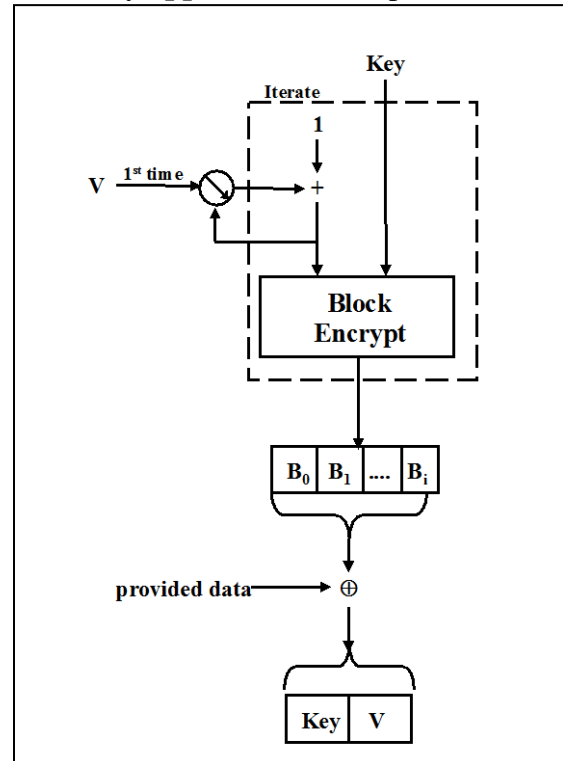 Key
Iterate
1
V 1st time
+
Block
Encrypt
B0 B1 .... Bi
provided data ⊕
Key V